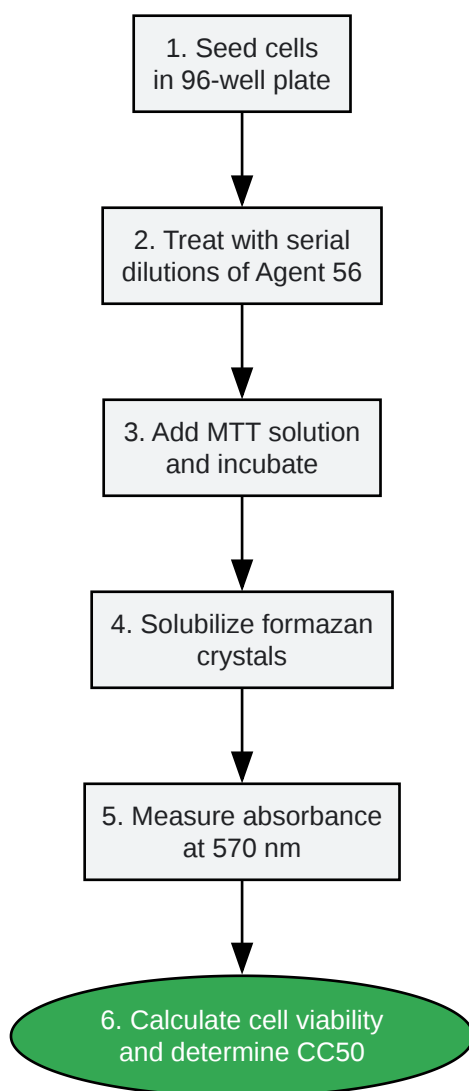 1. Seed cells
in 96-well plate
2. Treat with serial
dilutions of Agent 56
3. Add MTT solution
and incubate
4. Solubilize formazan
crystals
5. Measure absorbance
at 570 nm
6. Calculate cell viability
and determine CC50